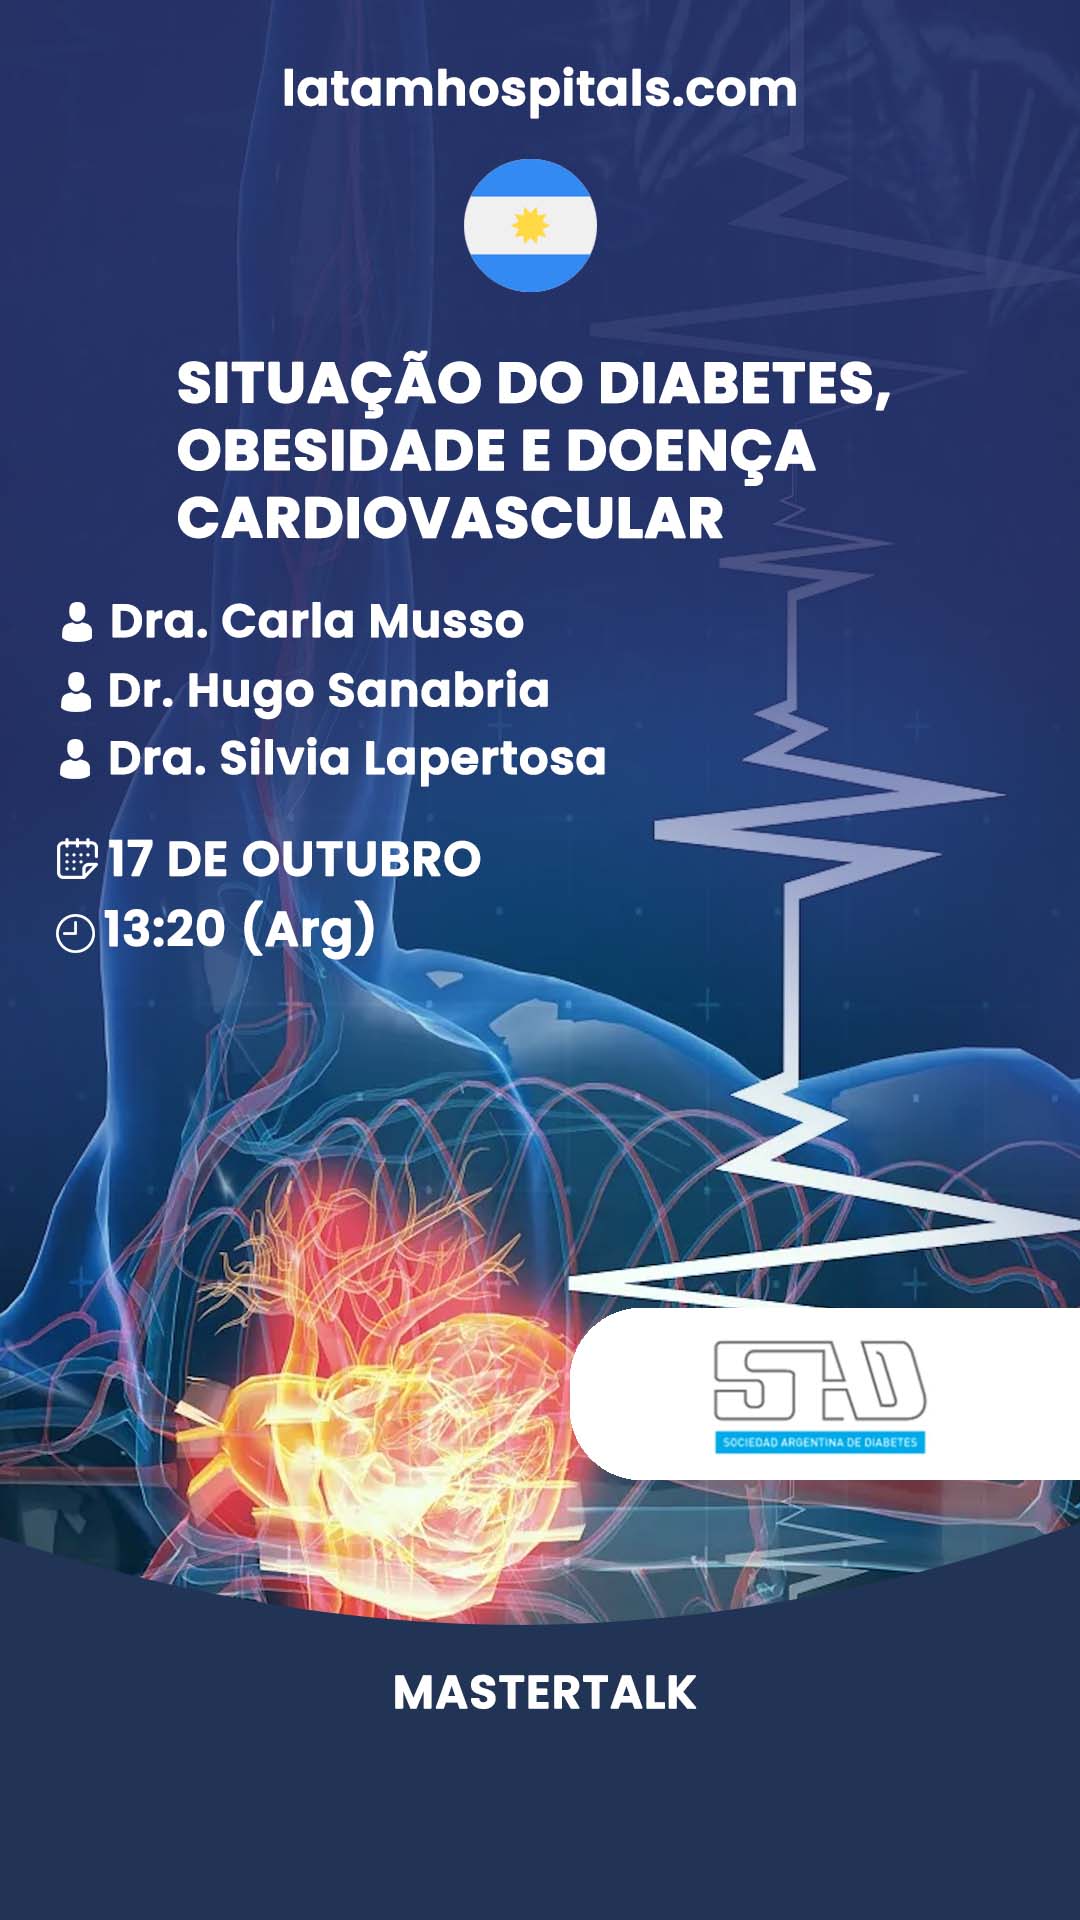 latamhospitals.com
SITUAÇÃO DO DIABETES,
OBESIDADE E DOENÇA
CARDIOVASCULAR
Dra. Carla Musso
Dr. Hugo Sanabria
Dra. Silvia Lapertosa
17 DE OUTUBRO
13:20 (Arg)
SAD
SOCIEDAD ARGENTINA DE DIABETES
MASTERTALK